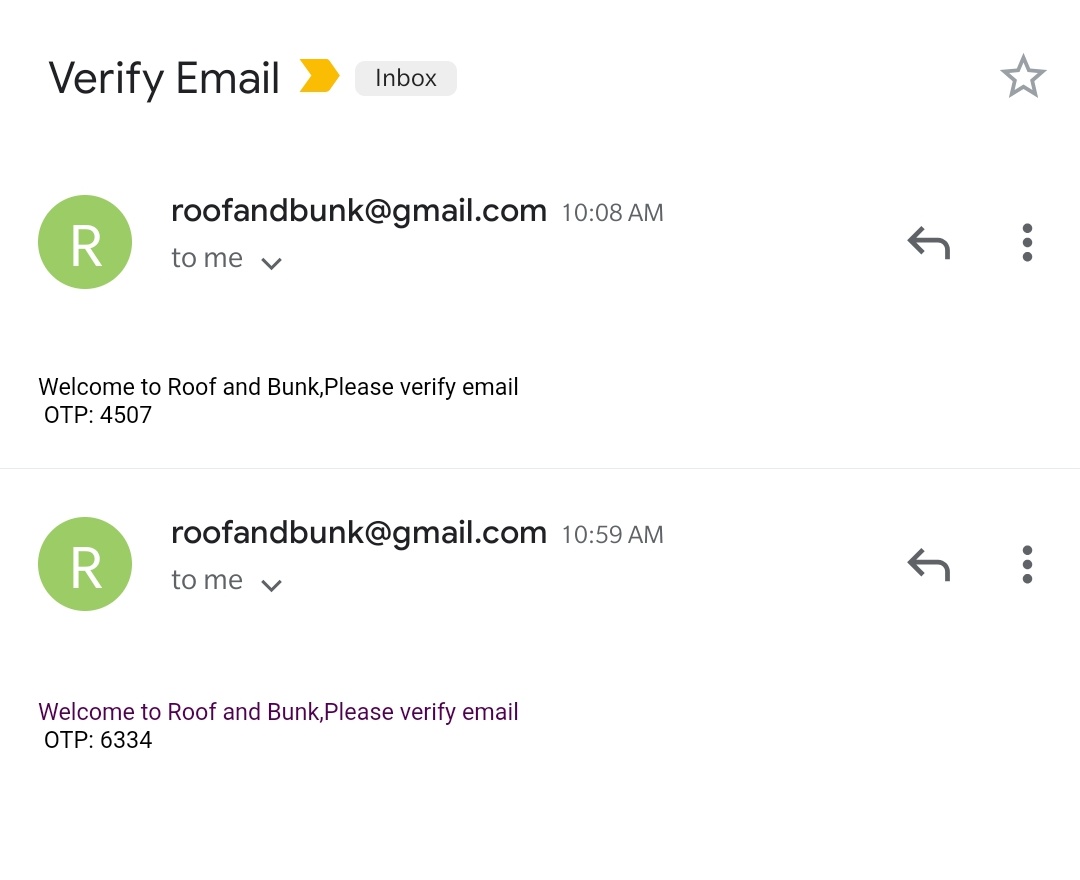 Verify Email Inbox
R
roofandbunk@gmail.com 10:08 AM
to me
Welcome to Roof and Bunk,Please verify email
OTP: 4507
R
roofandbunk@gmail.com 10:59 AM
to me
Welcome to Roof and Bunk,Please verify email
OTP: 6334